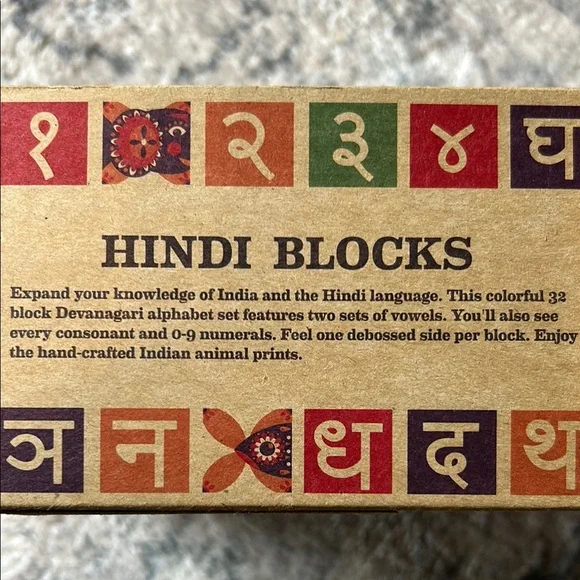 १ २ ३ ४ घ
HINDI BLOCKS
Expand your knowledge of India and the Hindi language. This colorful 32
block Devanagari alphabet set features two sets of vowels. You'll also see
every consonant and 0-9 numerals. Feel one debossed side per block. Enjoy
the hand-crafted Indian animal prints.
ञ न ध द थ